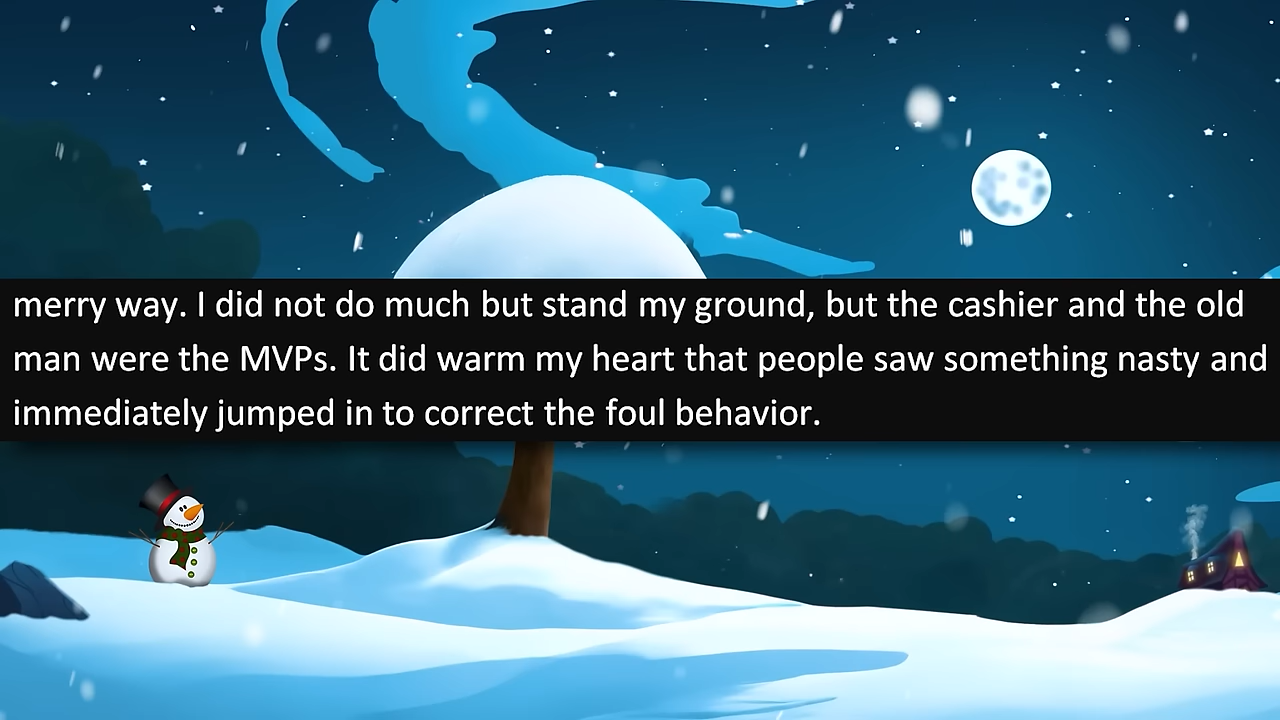 merry way. I did not do much but stand my ground, but the cashier and the old
man were the MVPs. It did warm my heart that people saw something nasty and
immediately jumped in to correct the foul behavior.